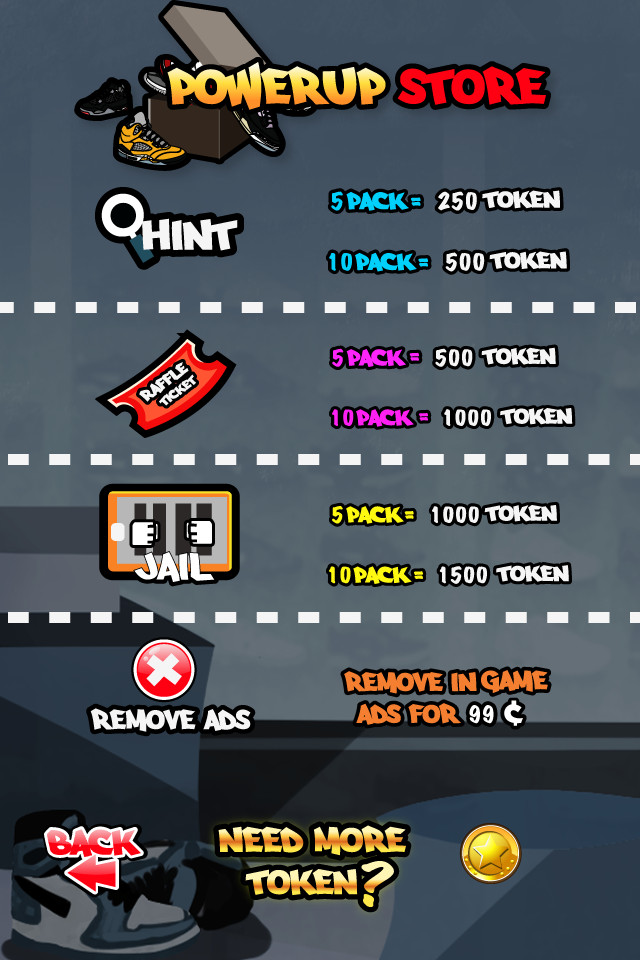 POWERUP STORE
HINT
5 PACK = 250 TOKEN
10 PACK = 500 TOKEN
RAFFLE
TICKET
5 PACK = 500 TOKEN
10 PACK = 1000 TOKEN
JAIL
5 PACK = 1000 TOKEN
10 PACK = 1500 TOKEN
REMOVE ADS
REMOVE IN GAME
ADS FOR 99 ¢
BACK
NEED MORE
TOKEN?